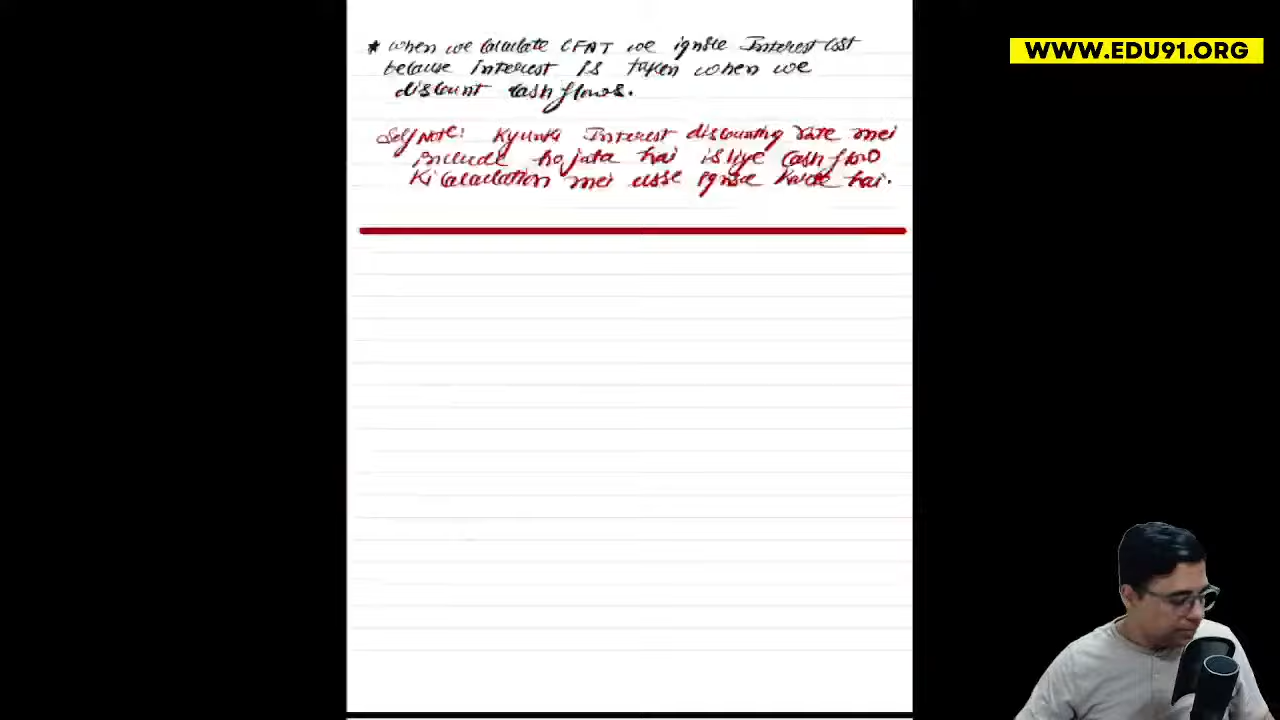 WWW.EDU91.ORG
* When we Calculate CFAT we ignore Interest Cost
because interest is taken when we
discount cash flows.
Self Note: Kyunki Interest discounting rate mei
include ho jata hai isliye Cash flow
Ki Calculation mei usse ignore karte hai.